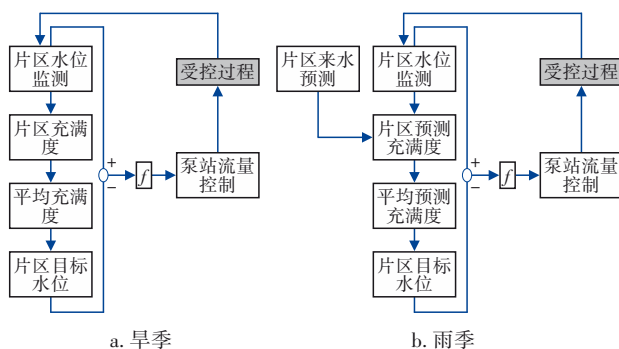 片区水位
监测
片区充满
度
平均充满
度
片区目标
水位
+
−
f
泵站流量
控制
受控过程
a. 旱季
片区来水
预测
片区水位
监测
片区预测
充满度
平均预测
充满度
片区目标
水位
+
−
f
泵站流量
控制
受控过程
b. 雨季